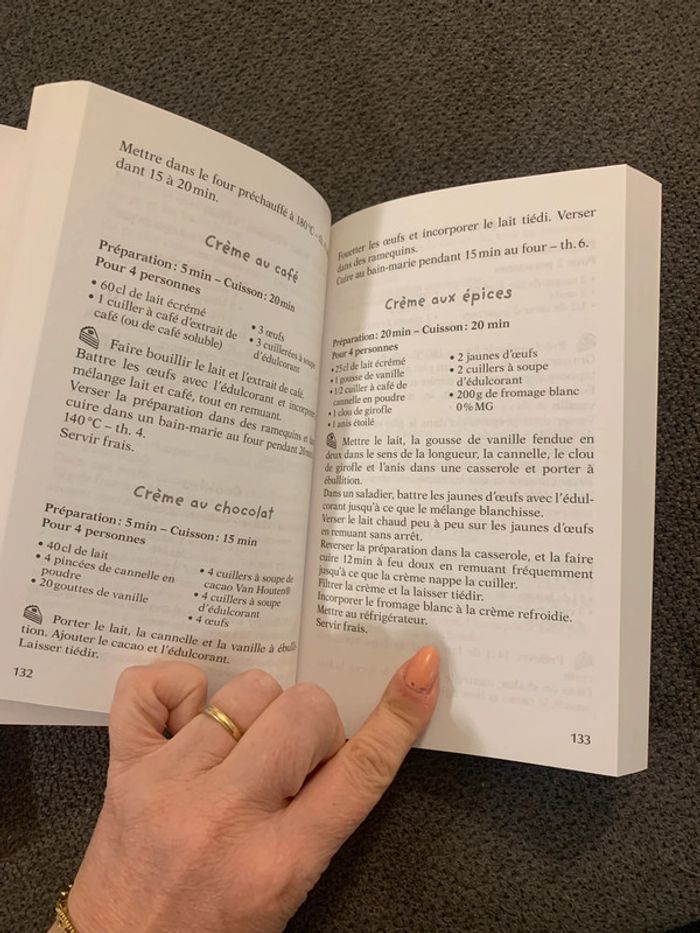 Mettre dans le four préchauffé à 180°C – th.
dant 15 à 20 min.
Crème au café
Préparation : 5 min – Cuisson : 20 min
Pour 4 personnes
• 60 cl de lait écrémé
• 1 cuiller à café d'extrait de
café (ou de café soluble)
• 3 œufs
• 3 cuillerées à soupe
d'édulcorant
Faire bouillir le lait et l'extrait de café.
Battre les œufs avec l'édulcorant et incorporer
mélange lait et café, tout en remuant.
Verser la préparation dans des ramequins et
cuire dans un bain-marie au four pendant 20 min
140°C – th. 4.
Servir frais.
Crème au chocolat
Préparation : 5 min – Cuisson : 15 min
Pour 4 personnes
• 40 cl de lait
• 4 pincées de cannelle en
poudre
• 20 gouttes de vanille
• 4 cuillers à soupe de
cacao Van Houten®
• 4 cuillers à soupe
d'édulcorant
• 4 œufs
Porter le lait, la cannelle et la vanille à ébulli-
tion. Ajouter le cacao et l'édulcorant.
Laisser tiédir.
132
Fouetter les œufs et incorporer le lait tiédi. Verser
dans des ramequins.
Cuire au bain-marie pendant 15 min au four – th. 6.
Crème aux épices
Préparation : 20 min – Cuisson : 20 min
Pour 4 personnes
• 25 cl de lait écrémé
• 1 gousse de vanille
• 1/2 cuiller à café de
cannelle en poudre
• 1 clou de girofle
• 1 anis étoilé
• 2 jaunes d'œufs
• 2 cuillers à soupe
d'édulcorant
• 200 g de fromage blanc
0% MG
Mettre le lait, la gousse de vanille fendue en
deux dans le sens de la longueur, la cannelle, le clou
de girofle et l'anis dans une casserole et porter à
ébullition.
Dans un saladier, battre les jaunes d'œufs avec l'édul-
corant jusqu'à ce que le mélange blanchisse.
Verser le lait chaud peu à peu sur les jaunes d'œufs
en remuant sans arrêt.
Reverser la préparation dans la casserole, et la faire
cuire 12 min à feu doux en remuant fréquemment
jusqu'à ce que la crème nappe la cuiller.
Filtrer la crème et la laisser tiédir.
Incorporer le fromage blanc à la crème refroidie.
Mettre au réfrigérateur.
Servir frais.
133